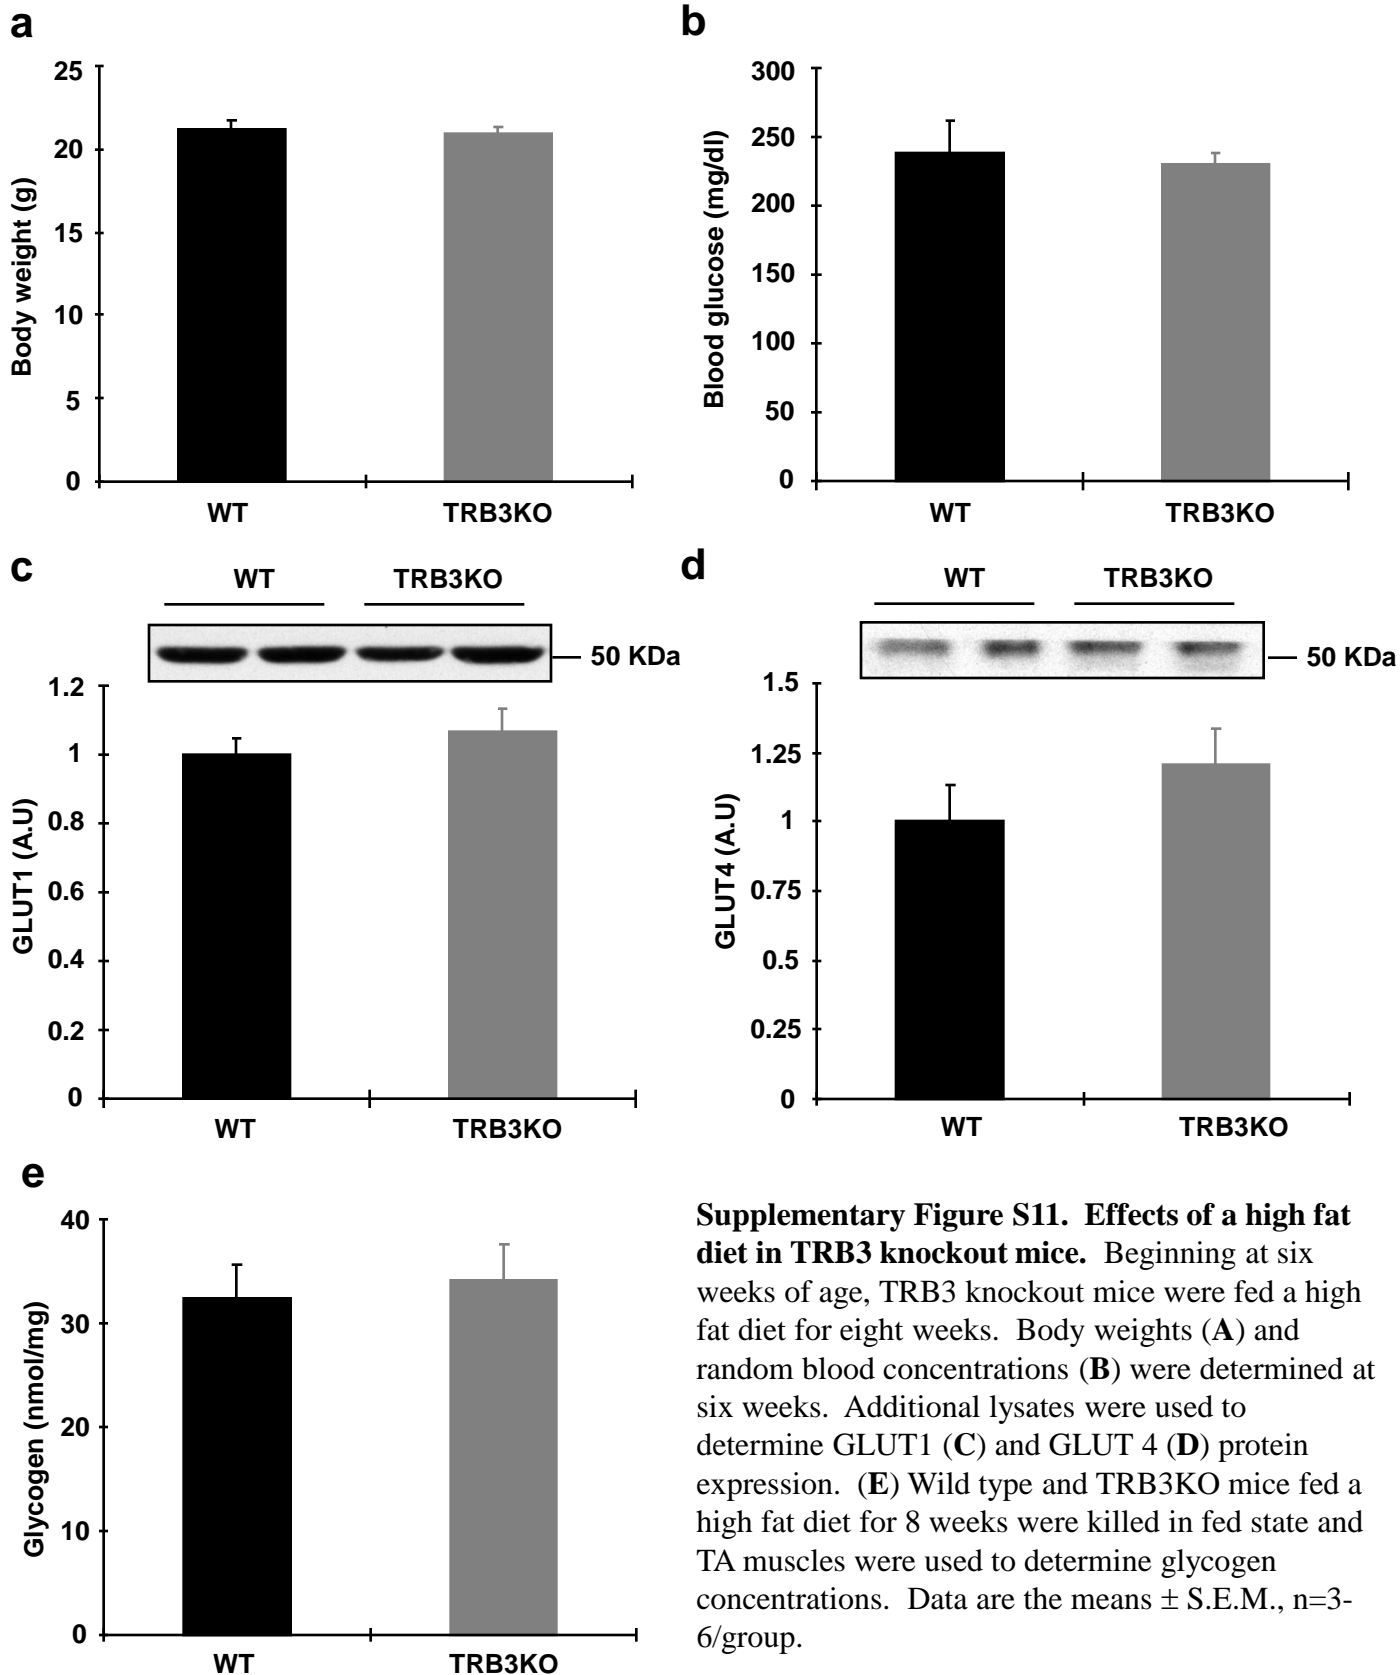 a
25
20
15
10
5
0
Body weight (g)
WT TRB3KO
b
300
250
200
150
100
50
0
Blood glucose (mg/dl)
WT TRB3KO
c
WT TRB3KO
50 KDa
1.2
1
0.8
0.6
0.4
0.2
0
GLUT1 (A.U)
WT TRB3KO
d
WT TRB3KO
50 KDa
1.5
1.25
1
0.75
0.5
0.25
0
GLUT4 (A.U)
WT TRB3KO
e
40
30
20
10
0
Glycogen (nmol/mg)
WT TRB3KO
Supplementary Figure S11. Effects of a high fat
diet in TRB3 knockout mice. Beginning at six
weeks of age, TRB3 knockout mice were fed a high
fat diet for eight weeks. Body weights (A) and
random blood concentrations (B) were determined at
six weeks. Additional lysates were used to
determine GLUT1 (C) and GLUT 4 (D) protein
expression. (E) Wild type and TRB3KO mice fed a
high fat diet for 8 weeks were killed in fed state and
TA muscles were used to determine glycogen
concentrations. Data are the means ± S.E.M., n=3-
6/group.